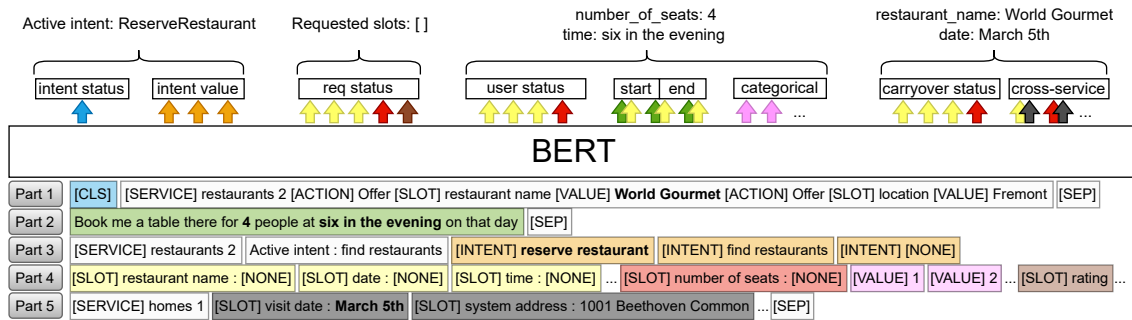 Active intent: ReserveRestaurant
Requested slots: [ ]
number_of_seats: 4
time: six in the evening
restaurant_name: World Gourmet
date: March 5th
intent status intent value req status user status start end categorical carryover status cross-service
... ...
BERT
Part 1 [CLS] [SERVICE] restaurants 2 [ACTION] Offer [SLOT] restaurant name [VALUE] World Gourmet [ACTION] Offer [SLOT] location [VALUE] Fremont [SEP]
Part 2 Book me a table there for 4 people at six in the evening on that day [SEP]
Part 3 [SERVICE] restaurants 2 Active intent : find restaurants [INTENT] reserve restaurant [INTENT] find restaurants [INTENT] [NONE]
Part 4 [SLOT] restaurant name : [NONE] [SLOT] date : [NONE] [SLOT] time : [NONE] ... [SLOT] number of seats : [NONE] [VALUE] 1 [VALUE] 2 ... [SLOT] rating ...
Part 5 [SERVICE] homes 1 [SLOT] visit date : March 5th [SLOT] system address : 1001 Beethoven Common ... [SEP]